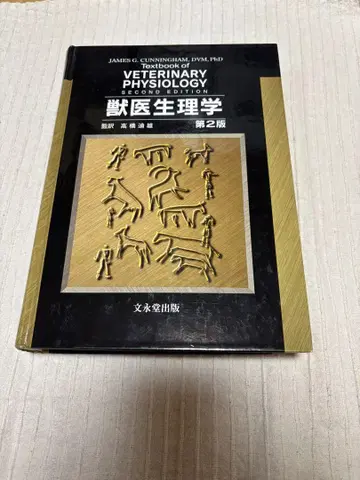 JAMES G. CUNNINGHAM, DVM, PhD
Textbook of
VETERINARY
PHYSIOLOGY
SECOND EDITION
獣医生理学
監訳 高橋迪雄 第2版
文永堂出版